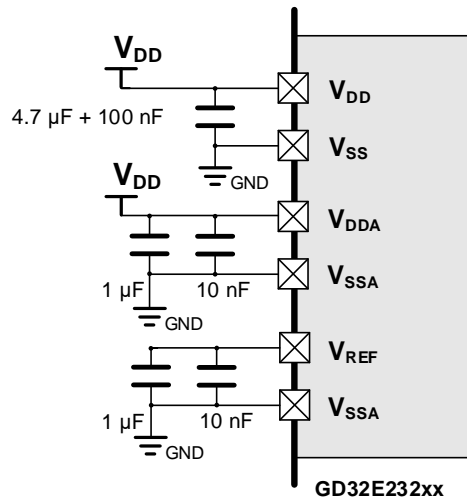 VDD
VDD
4.7 µF + 100 nF
VSS
GND
VDD
VDDA
1 µF
10 nF
VSSA
GND
VREF
1 µF
10 nF
VSSA
GND
GD32E232xx